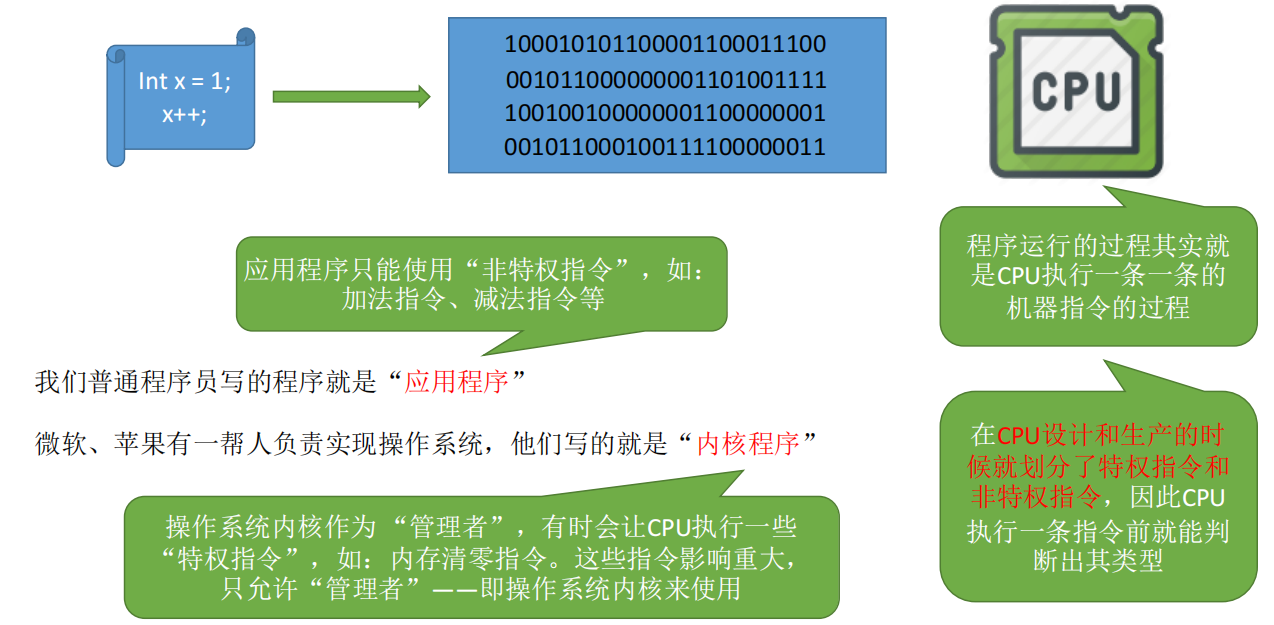 Int x = 1;
x++;
100010101100001100011100
001011000000001101001111
100100100000001100000001
001011000100111100000011
CPU
程序运行的过程其实就
是CPU执行一条一条的
机器指令的过程
应用程序只能使用“非特权指令”，如：
加法指令、减法指令等
我们普通程序员写的程序就是“应用程序”
微软、苹果有一帮人负责实现操作系统，他们写的就是“内核程序”
在CPU设计和生产的时
候就划分了特权指令和
非特权指令，因此CPU
执行一条指令前就能判
断出其类型
操作系统内核作为 “管理者”，有时会让CPU执行一些
“特权指令”，如：内存清零指令。这些指令影响重大，
只允许“管理者”——即操作系统内核来使用